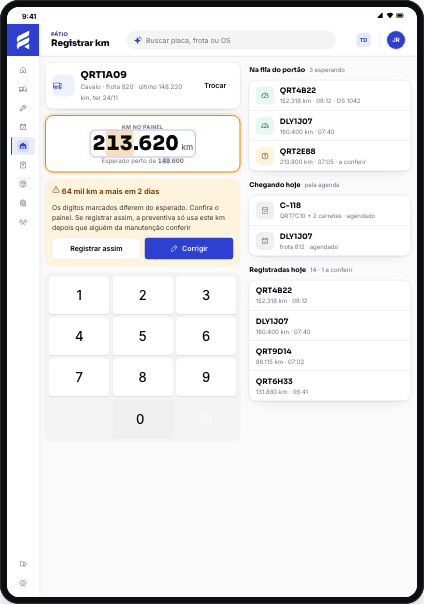 9:41
PÁTIO
Registrar km
Buscar placa, frota ou OS
TD
JR
QRT1A09
Cavalo · frota 820 · último 148.220
km, ter 24/11
Trocar
KM NO PAINEL
213.620 km
Esperado perto de 149.600
64 mil km a mais em 2 dias
Os dígitos marcados diferem do esperado. Confira o
painel. Se registrar assim, a preventiva só usa este km
depois que alguém da manutenção conferir
Registrar assim
Corrigir
1 2 3
4 5 6
7 8 9
0
Na fila do portão 3 esperando
QRT4B22
152.318 km · 08:12 · OS 1042
DLY1J07
160.400 km · 07:40
QRT2E88
213.900 km · 07:05 · a conferir
Chegando hoje pela agenda
C-118
QRT7C10 + 2 carretas · agendado
DLY1J07
frota 812 · agendado
Registradas hoje 14 · 1 a conferir
QRT4B22
152.318 km · 08:12
DLY1J07
160.400 km · 07:40
QRT9D14
98.115 km · 07:02
QRT6H33
131.880 km · 06:41